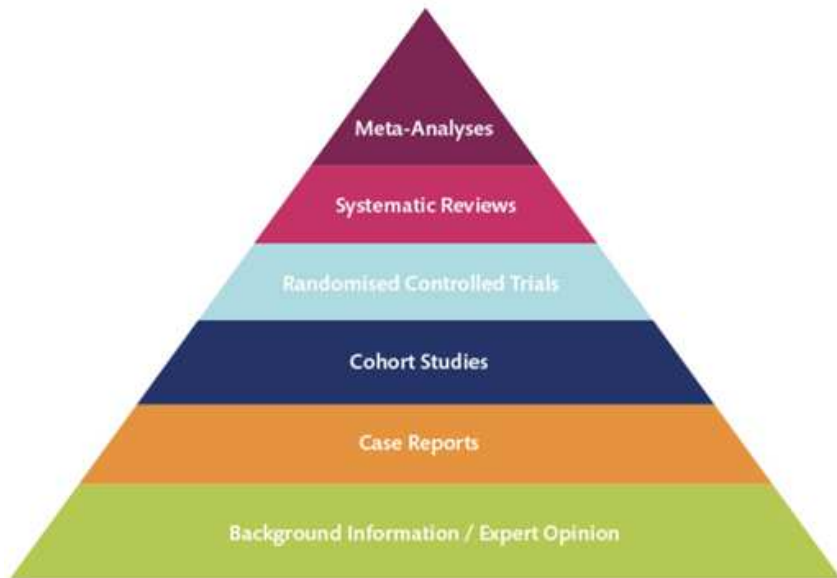 Meta-Analyses
Systematic Reviews
Randomised Controlled Trials
Cohort Studies
Case Reports
Background Information / Expert Opinion